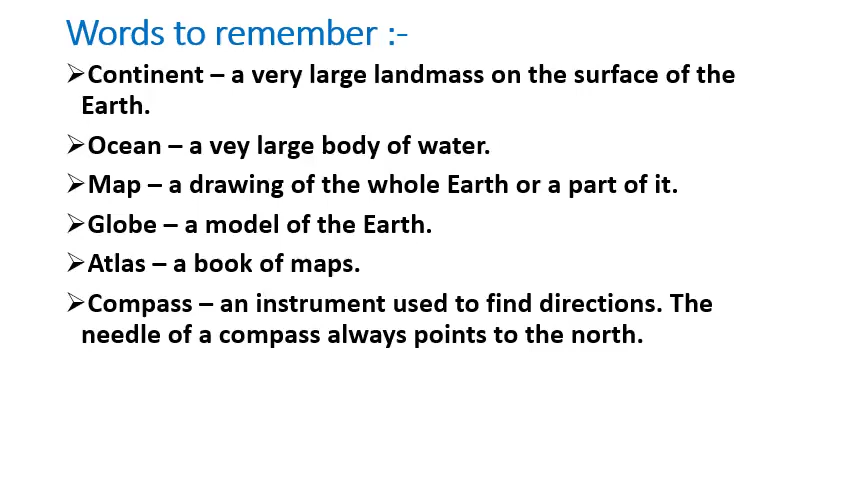 Words to remember :-
➢Continent – a very large landmass on the surface of the
Earth.
➢Ocean – a vey large body of water.
➢Map – a drawing of the whole Earth or a part of it.
➢Globe – a model of the Earth.
➢Atlas – a book of maps.
➢Compass – an instrument used to find directions. The
needle of a compass always points to the north.